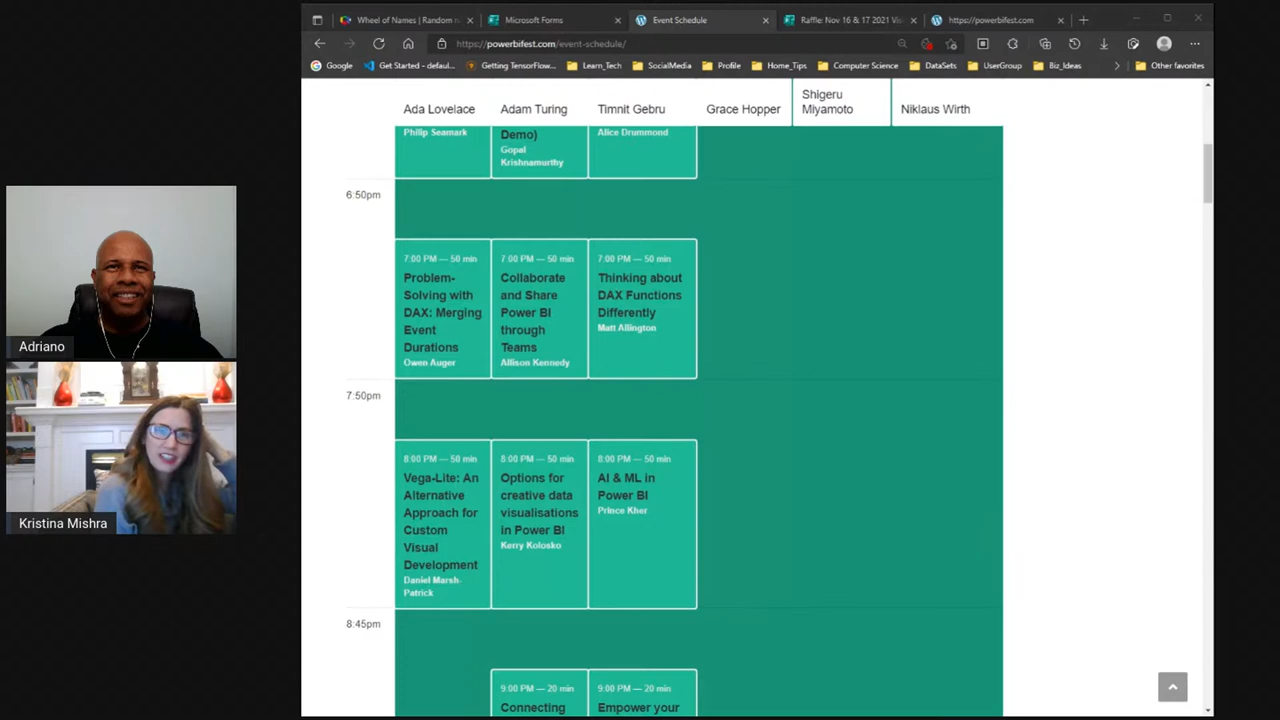 Wheel of Names | Random n
Microsoft Forms
Event Schedule
Raffle: Nov 16 & 17 2021 Vi
https://powerbifest.com
https://powerbifest.com/event-schedule/
Google
Get Started - defaul...
Getting TensorFlow...
Learn_Tech
SocialMedia
Profile
Home_Tips
Computer Science
DataSets
UserGroup
Biz_Ideas
Other favorites
Ada Lovelace
Adam Turing
Timnit Gebru
Grace Hopper
Shigeru
Miyamoto
Niklaus Wirth
Philip Seamark
Demo)
Gopal
Krishnamurthy
Alice Drummond
6:50pm
7:00 PM — 50 min
Problem-
Solving with
DAX: Merging
Event
Durations
Owen Auger
7:00 PM — 50 min
Collaborate
and Share
Power BI
through
Teams
Allison Kennedy
7:00 PM — 50 min
Thinking about
DAX Functions
Differently
Matt Allington
7:50pm
8:00 PM — 50 min
Vega-Lite: An
Alternative
Approach for
Custom
Visual
Development
Daniel Marsh-
Patrick
8:00 PM — 50 min
Options for
creative data
visualisations
in Power BI
Kerry Kolosko
8:00 PM — 50 min
AI & ML in
Power BI
Prince Kher
8:45pm
9:00 PM — 20 min
Connecting
9:00 PM — 20 min
Empower your
Adriano
Kristina Mishra